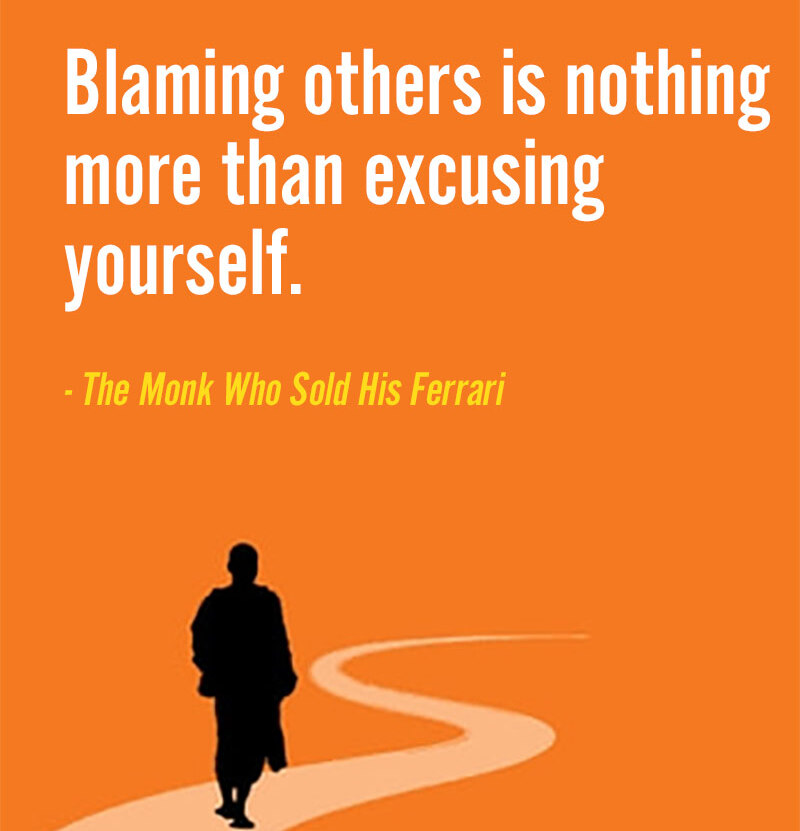 Blaming others is nothing
more than excusing
yourself.
- The Monk Who Sold His Ferrari